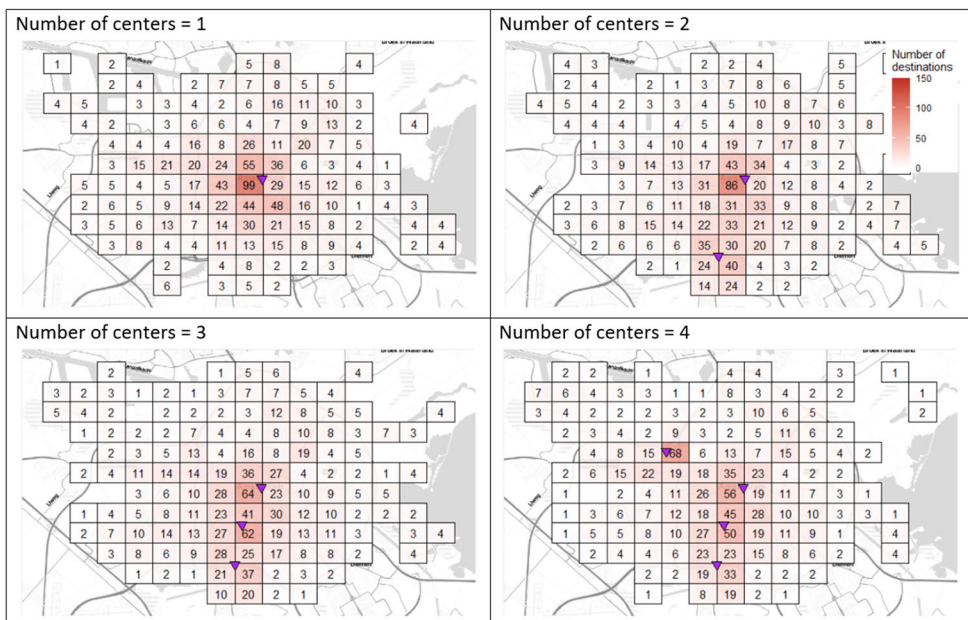 Number of centers = 1
1 2 5 8 4
2 4 2 7 7 8 5 5
4 5 3 3 4 2 6 16 11 10 3
4 2 3 6 6 4 7 9 13 2 4
4 4 4 16 8 26 11 20 7 5
3 15 21 20 24 55 36 6 3 4 1
5 5 4 5 17 43 99 29 15 12 6 3
2 6 5 9 14 22 44 48 16 10 1 4 3
3 5 6 13 7 14 30 21 15 8 2 4 4
3 8 4 4 11 13 15 8 9 4 2 4
2 4 8 2 2 3
6 3 5 2
Number of centers = 2
Number of
destinations
150
100
50
0
4 3 2 2 4 5
2 1 3 7 8 6 5
4 5 4 2 3 3 4 5 10 8 7 6
4 4 4 4 5 4 8 9 10 3 8
1 3 4 10 4 19 7 17 8 7
3 9 14 13 17 43 34 4 3 2
3 7 13 31 86 20 12 8 4 2
2 3 7 6 11 18 31 33 9 8 2 7
3 6 8 15 14 22 33 21 12 9 2 4 7
2 6 6 6 35 30 20 7 8 2 4 5
2 1 24 40 4 3 2
14 24 2 2
Number of centers = 3
2 1 5 6 4
3 2 3 1 2 1 3 7 7 5 4
5 4 2 2 2 2 3 12 8 5 5 4
1 2 2 2 7 4 4 8 10 8 3 7 3
2 3 5 13 4 16 8 19 4 5
2 4 11 14 14 19 36 27 4 2 2 1 4
3 6 10 28 64 23 10 9 5 5
1 4 5 8 11 23 41 30 12 10 2 2 2
2 7 10 14 13 27 62 19 13 11 3 3 4
3 8 6 9 28 25 17 8 8 2 4
1 2 1 21 37 2 3 2
10 20 2 1
Number of centers = 4
2 2 1 4 4 3 1
7 6 4 3 3 1 1 8 3 4 2 2 1
3 4 2 2 2 3 2 3 10 6 5 2
2 3 4 2 9 3 2 5 11 6 2
4 8 15 68 6 13 7 15 5 4 2
2 6 15 22 19 18 35 23 4 2 2
1 2 4 11 26 56 19 11 7 3 1
1 3 6 7 12 18 45 28 10 10 3 3 1
1 5 5 8 10 27 50 19 11 9 1 4
2 4 4 6 23 23 15 8 6 2 4
2 2 19 33 2 2 2
1 8 19 2 1